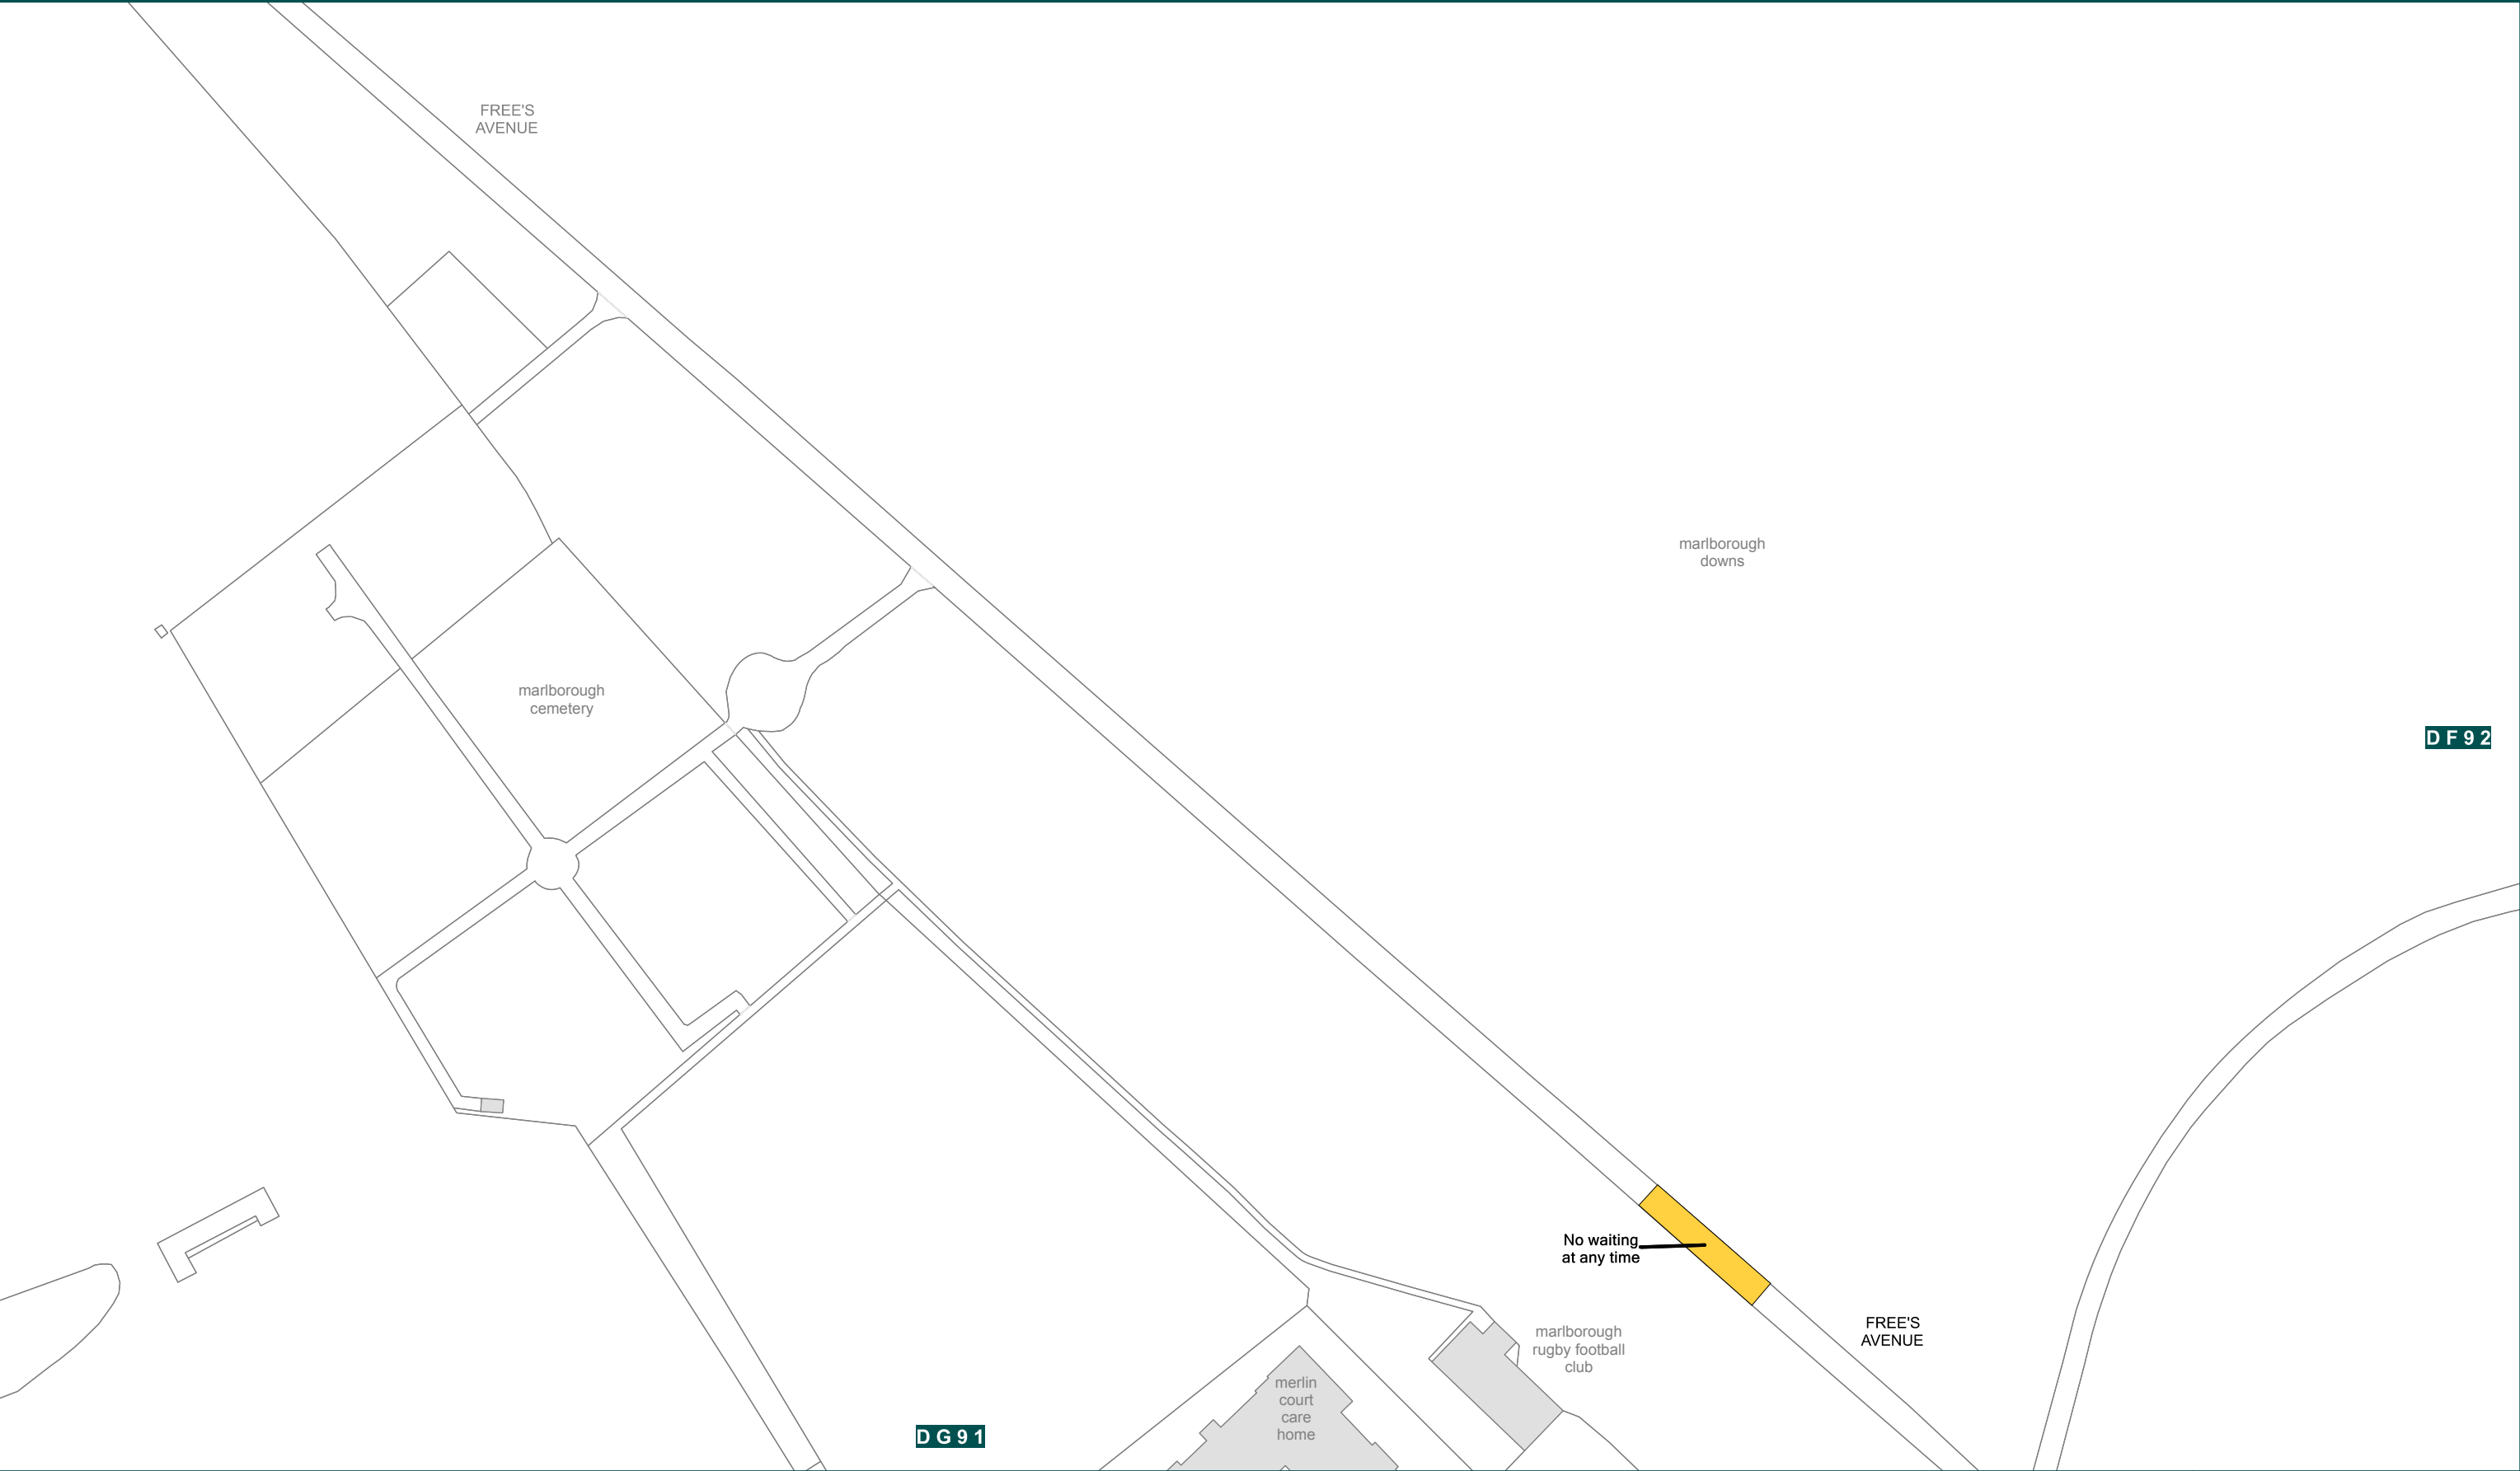 FREE'S
AVENUE
marlborough
downs
marlborough
cemetery
DF92
No waiting
at any time
FREE'S
AVENUE
marlborough
rugby football
club
merlin
court
care
home
DG91